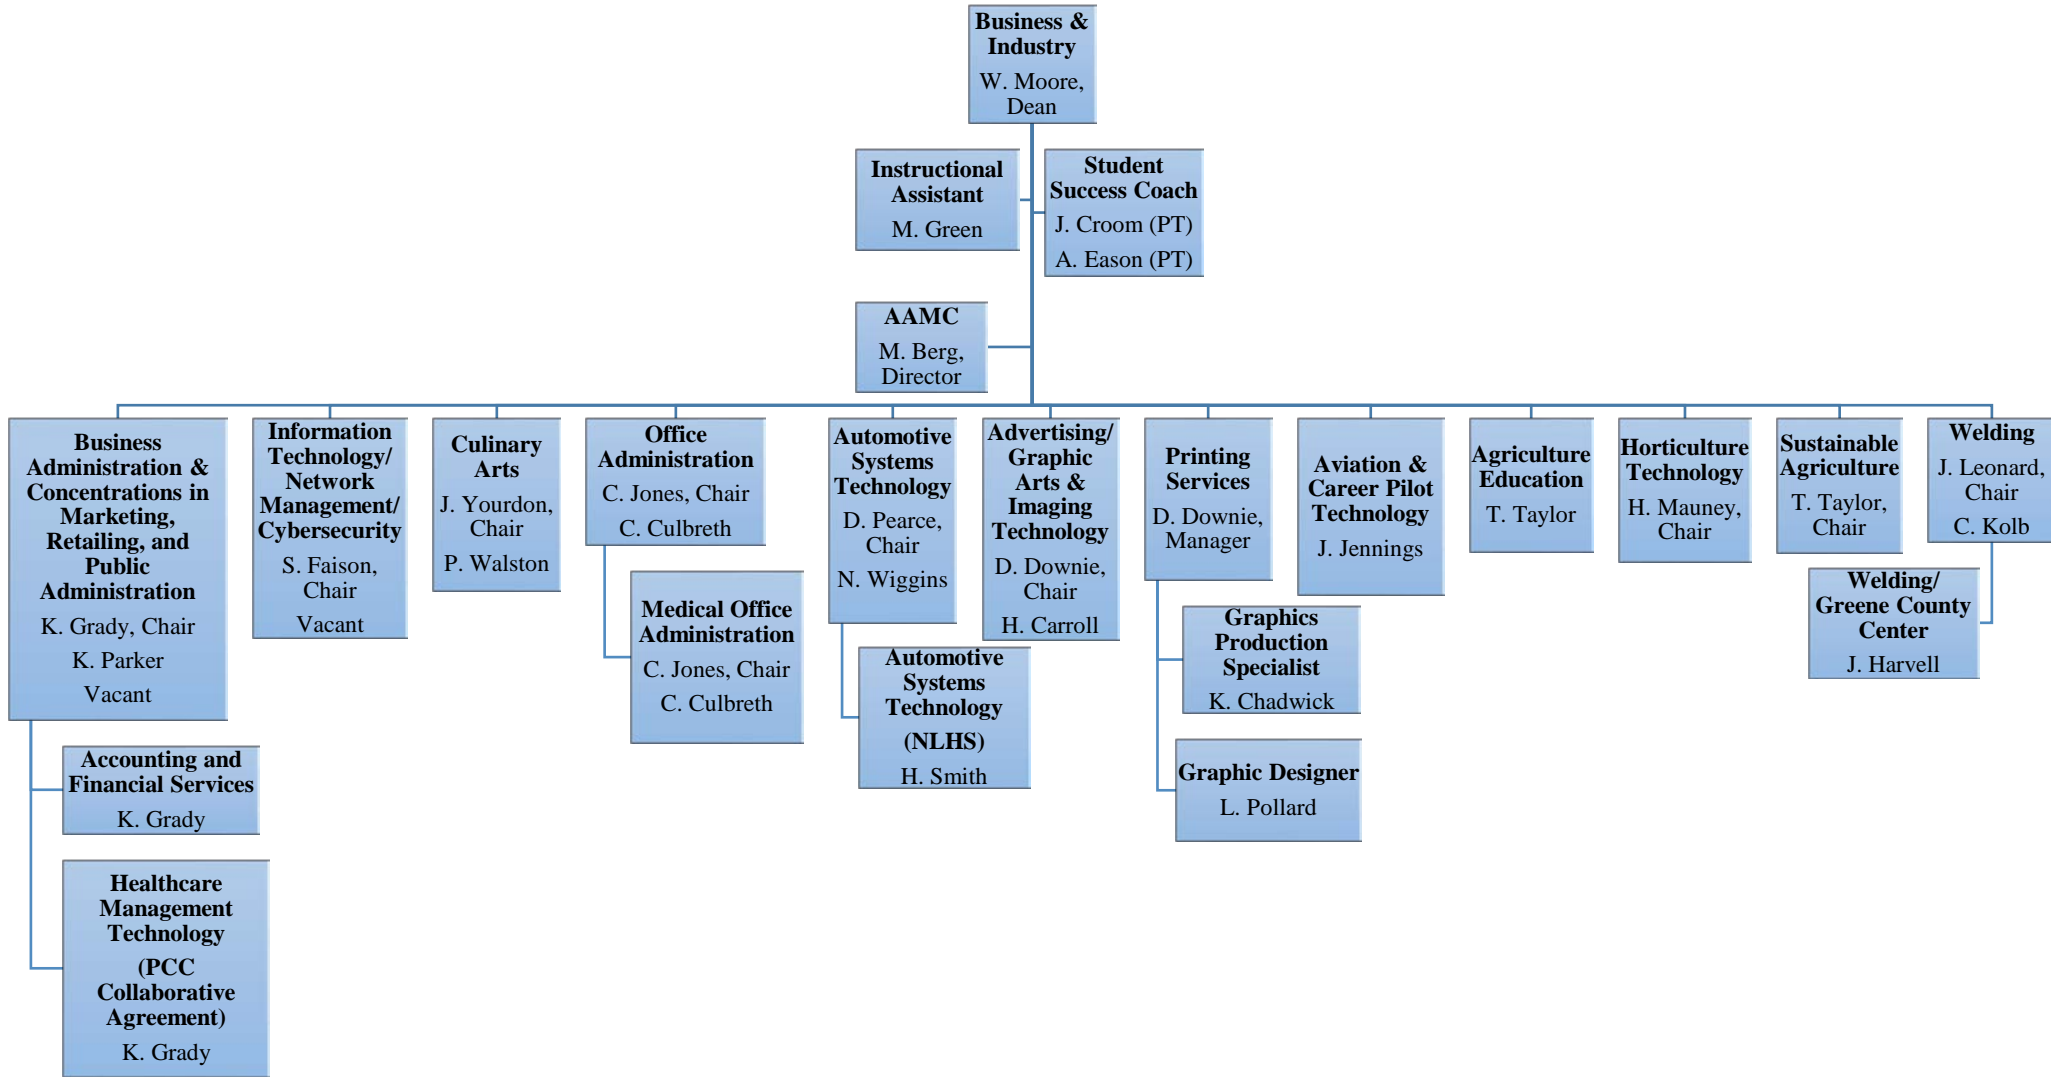 Business &
Industry
W. Moore,
Dean
Instructional
Assistant
M. Green
Student
Success Coach
J. Croom (PT)
A. Eason (PT)
AAMC
M. Berg,
Director
Business
Administration &
Concentrations in
Marketing,
Retailing, and
Public
Administration
K. Grady, Chair
K. Parker
Vacant
Information
Technology/
Network
Management/
Cybersecurity
S. Faison,
Chair
Vacant
Culinary
Arts
J. Yourdon,
Chair
P. Walston
Office
Administration
C. Jones, Chair
C. Culbreth
Automotive
Systems
Technology
D. Pearce,
Chair
N. Wiggins
Advertising/
Graphic
Arts &
Imaging
Technology
D. Downie,
Chair
H. Carroll
Printing
Services
D. Downie,
Manager
Aviation &
Career Pilot
Technology
J. Jennings
Agriculture
Education
T. Taylor
Horticulture
Technology
H. Mauney,
Chair
Sustainable
Agriculture
T. Taylor,
Chair
Welding
J. Leonard,
Chair
C. Kolb
Accounting and
Financial Services
K. Grady
Healthcare
Management
Technology
(PCC
Collaborative
Agreement)
K. Grady
Medical Office
Administration
C. Jones, Chair
C. Culbreth
Automotive
Systems
Technology
(NLHS)
H. Smith
Graphics
Production
Specialist
K. Chadwick
Graphic Designer
L. Pollard
Welding/
Greene County
Center
J. Harvell